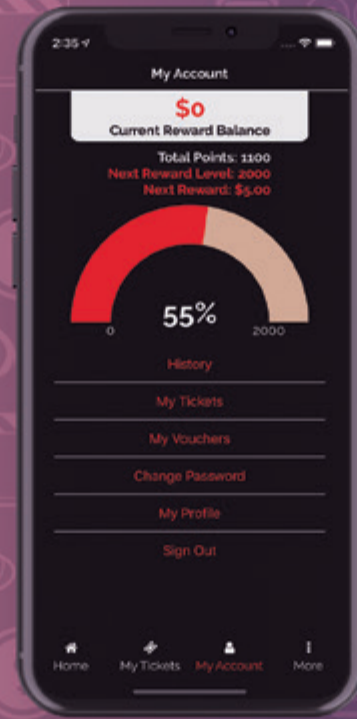 2:35
My Account
$0
Current Reward Balance
Total Points: 1100
Next Reward Level: 2000
Next Reward: $5.00
55%
0
2000
History
My Tickets
My Vouchers
Change Password
My Profile
Sign Out
Home My Tickets My Account More